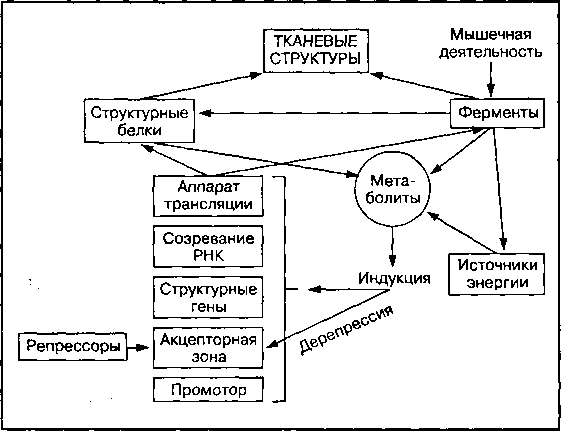 ТКАНЕВЫЕ
СТРУКТУРЫ
Мышечная
деятельность
Структурные
белки
Ферменты
Аппарат
трансляции
Мета-
болиты
Созревание
РНК
Источники
энергии
Индукция
Структурные
гены
Дерепрессия
Репрессоры
Акцепторная
зона
Промотор